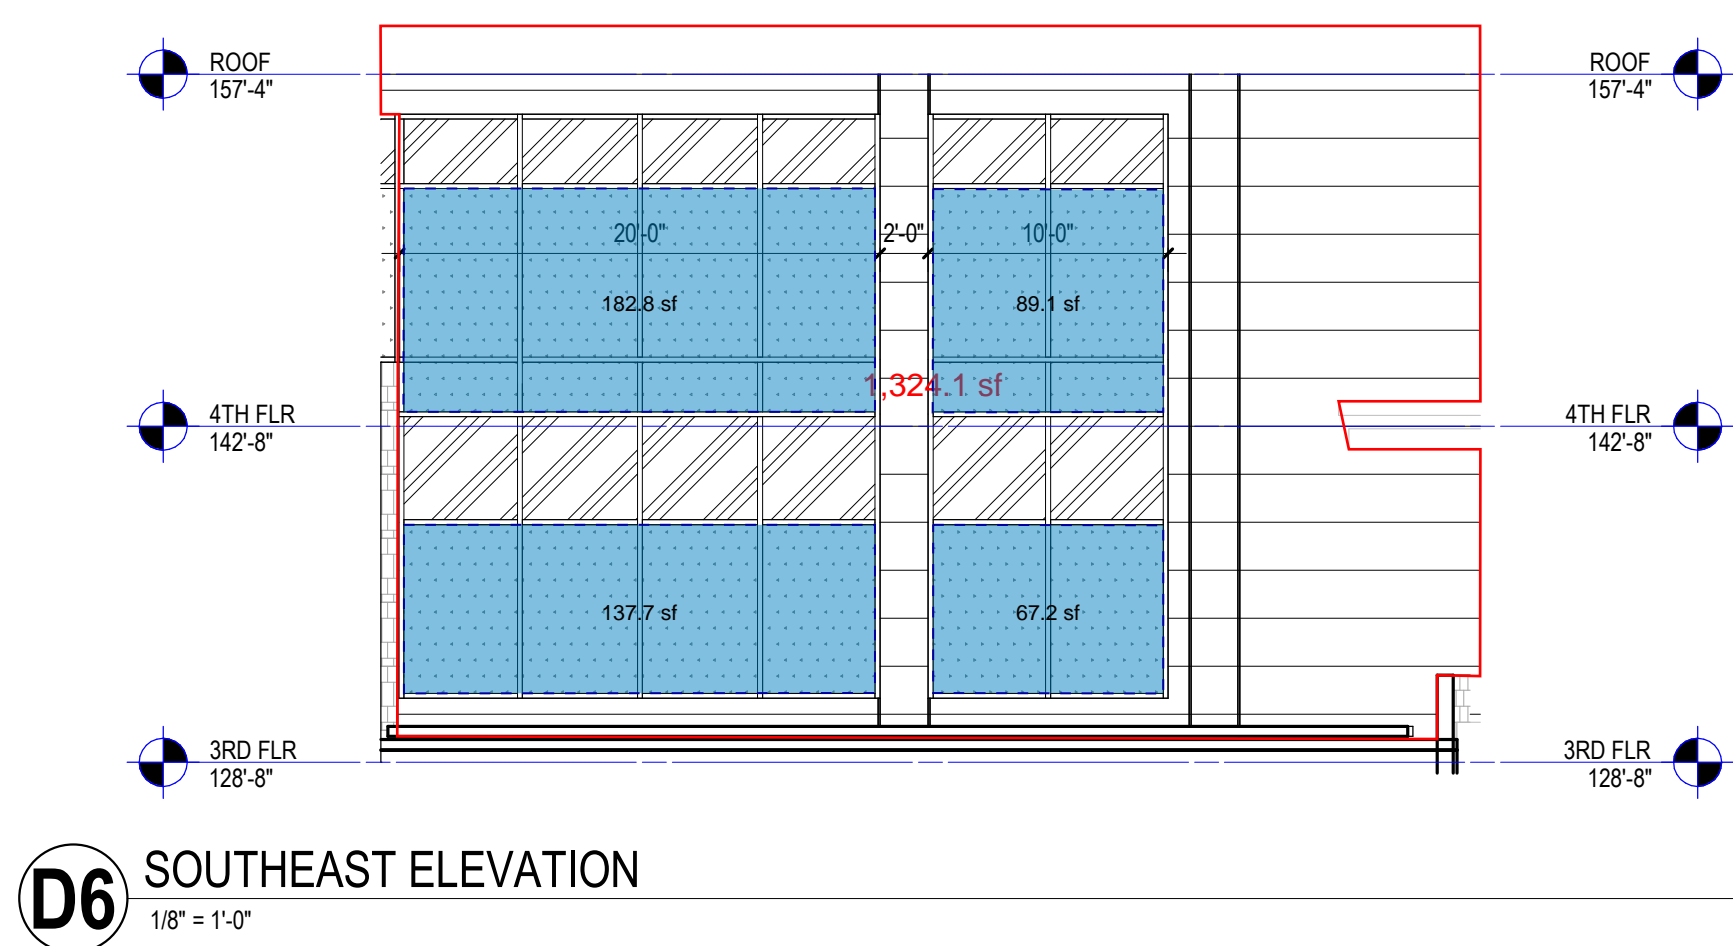 ROOF
157'-4"
ROOF
157'-4"
20'-0"
2'-0"
10'-0"
182.8 sf
89.1 sf
1,324.1 sf
4TH FLR
142'-8"
4TH FLR
142'-8"
137.7 sf
67.2 sf
3RD FLR
128'-8"
3RD FLR
128'-8"
D6
SOUTHEAST ELEVATION
1/8" = 1'-0"